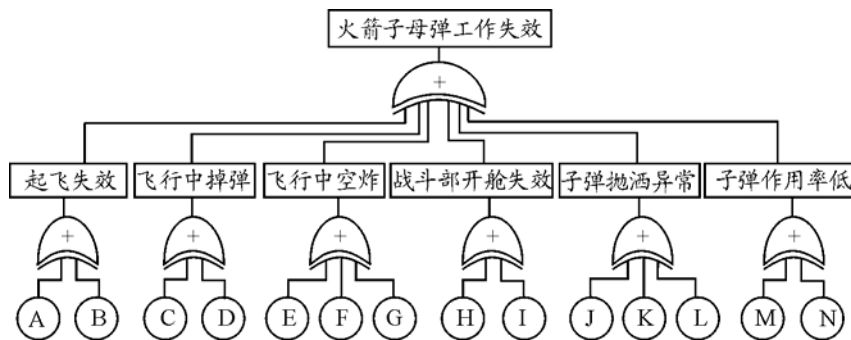 火箭子母弹工作失效
+
起飞失效 飞行中掉弹 飞行中空炸 战斗部开舱失效 子弹抛洒异常 子弹作用率低
+ + + + + +
A B C D E F G H I J K L M N